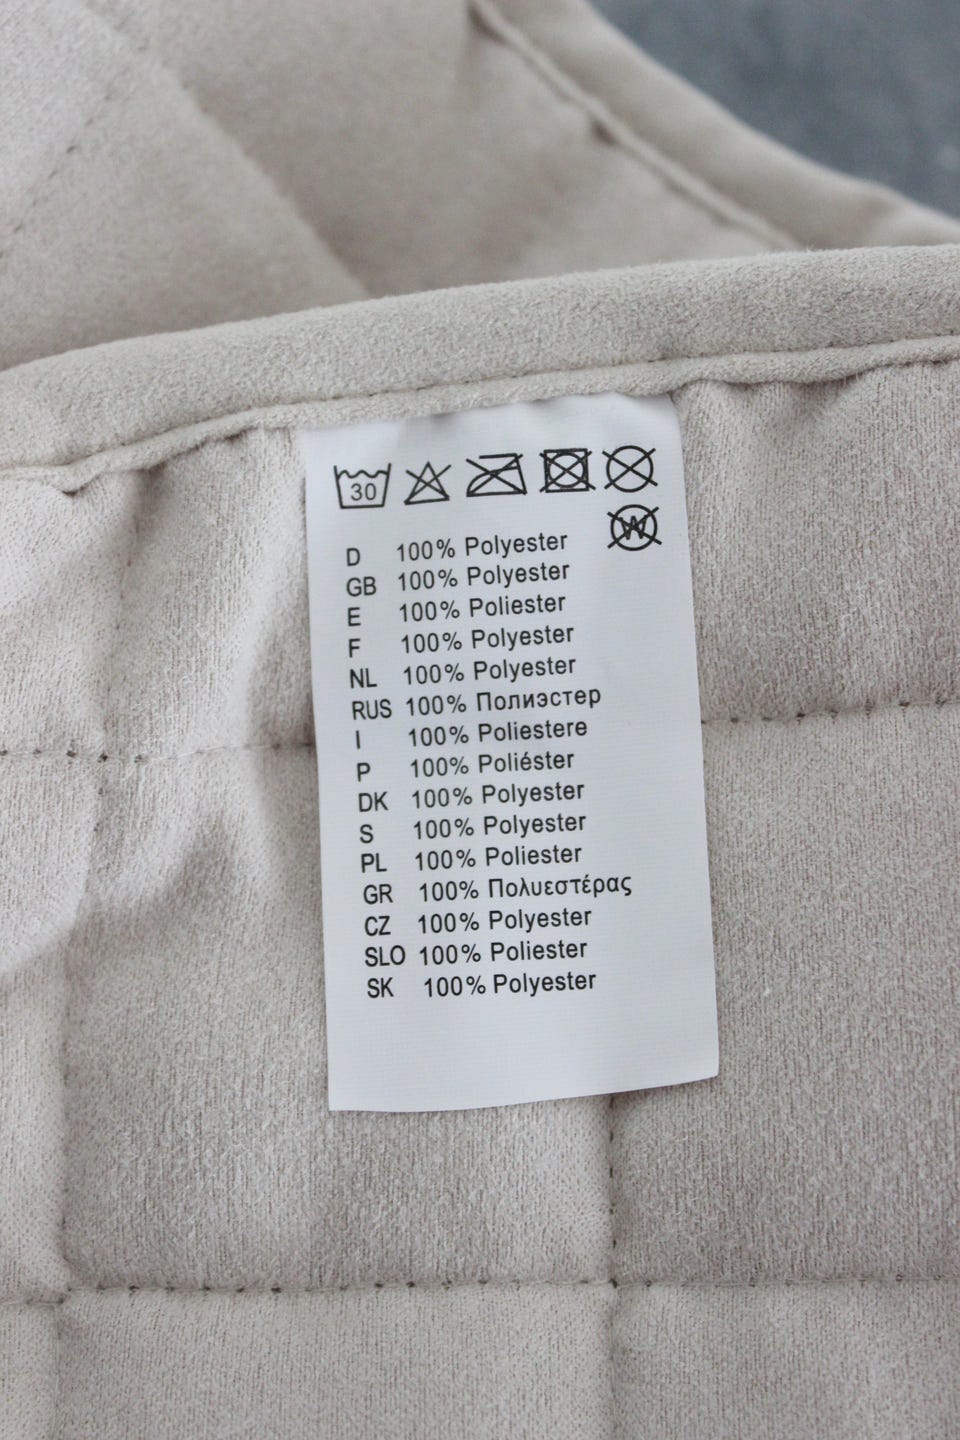 30
W
D 100% Polyester
GB 100% Polyester
E 100% Poliester
F 100% Polyester
NL 100% Polyester
RUS 100% Полиэстер
I 100% Poliestere
P 100% Poliéster
DK 100% Polyester
S 100% Polyester
PL 100% Poliester
GR 100% Πολυεστέρας
CZ 100% Polyester
SLO 100% Poliester
SK 100% Polyester